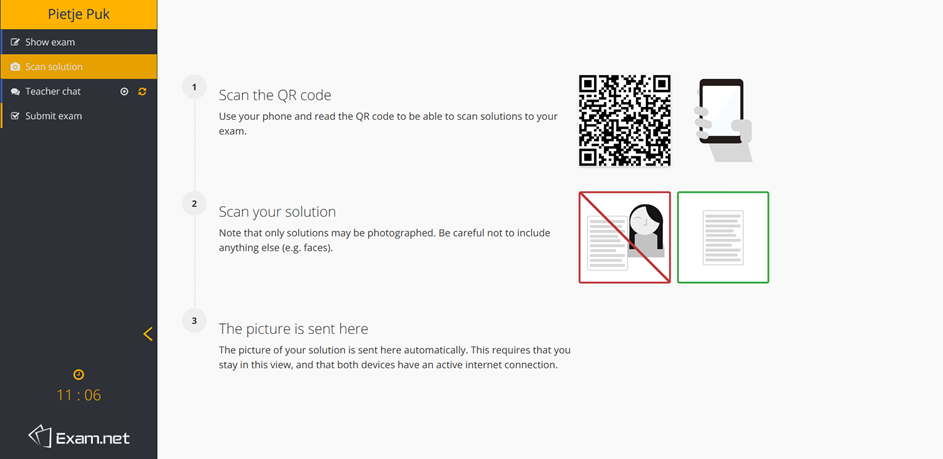 Pietje Puk
Show exam
Scan solution
Teacher chat
Submit exam
11 : 06
Exam.net
1
Scan the QR code
Use your phone and read the QR code to be able to scan solutions to your
exam.
2
Scan your solution
Note that only solutions may be photographed. Be careful not to include
anything else (e.g. faces).
3
The picture is sent here
The picture of your solution is sent here automatically. This requires that you
stay in this view, and that both devices have an active internet connection.